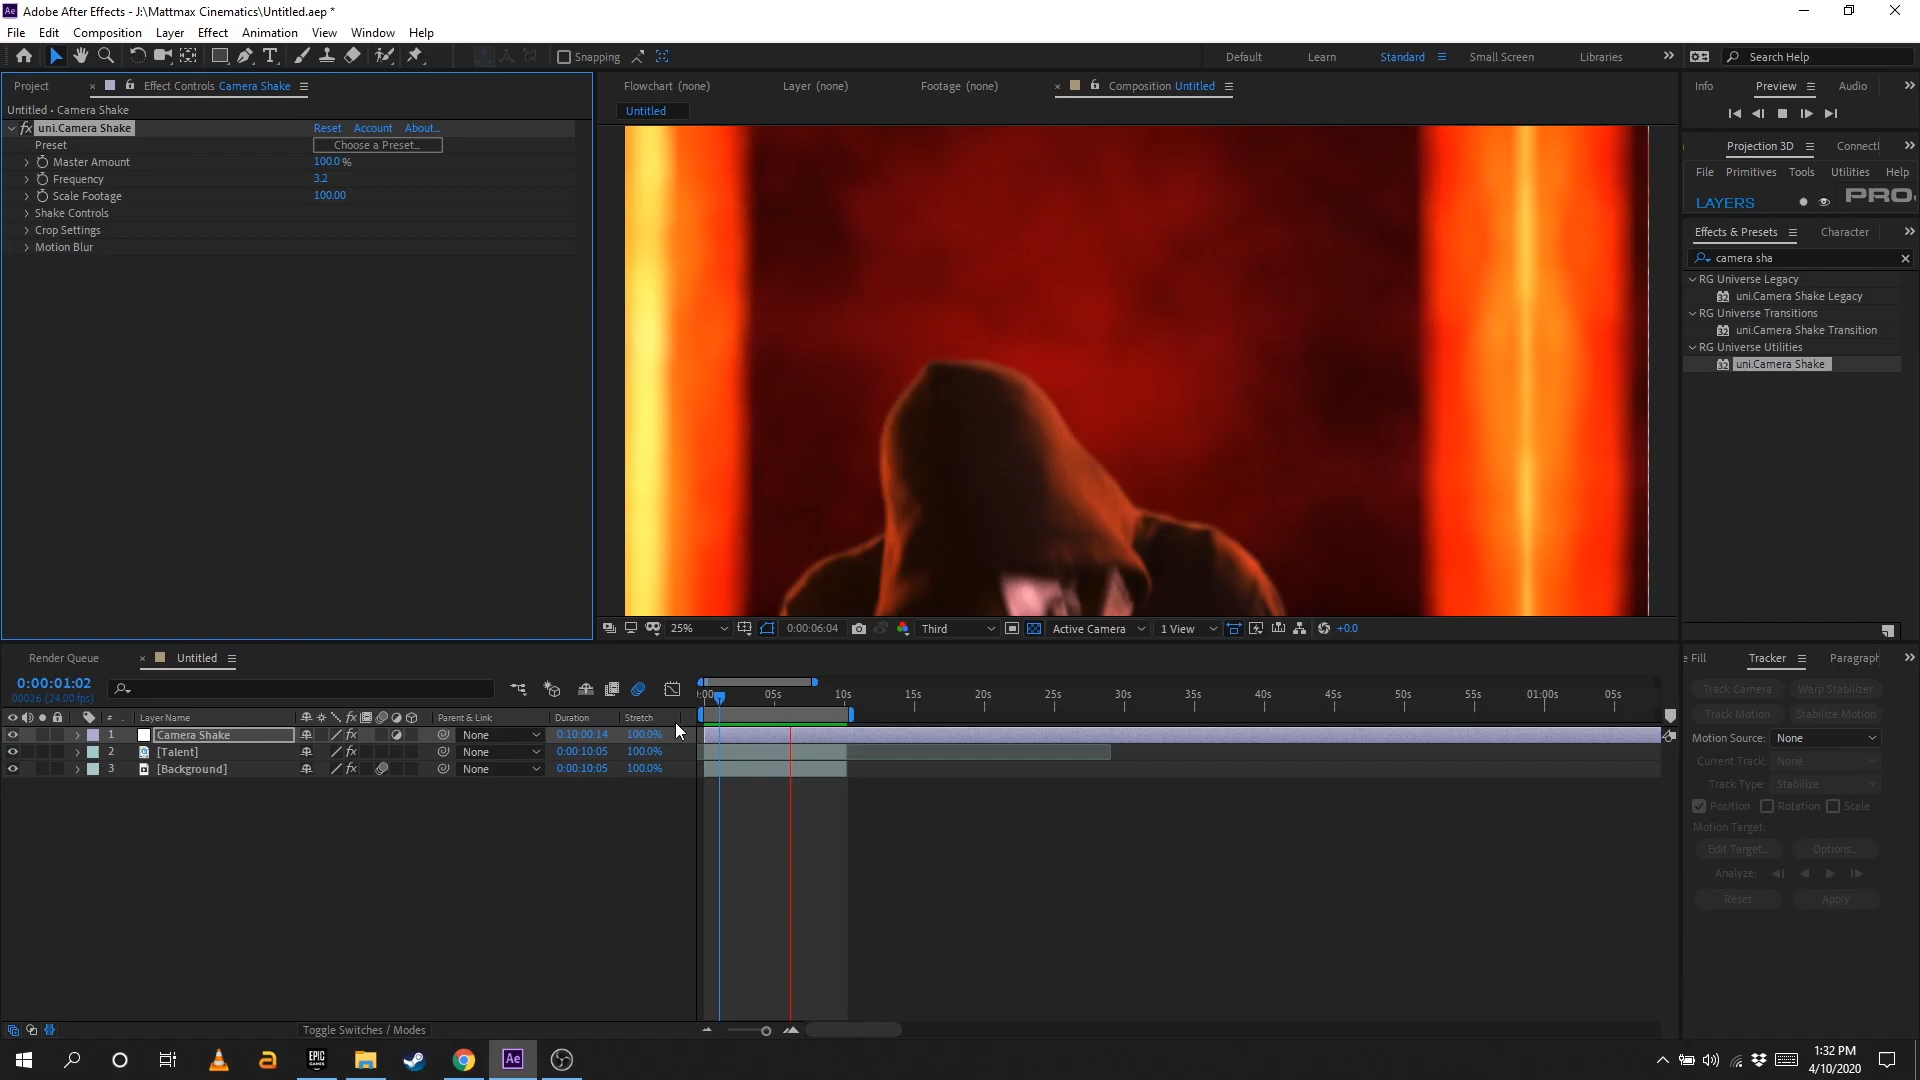 Adobe After Effects - J:\Mattmax Cinematics\Untitled.aep *
File Edit Composition Layer Effect Animation View Window Help
Snapping Default Learn Standard Small Screen Libraries Search Help
Project Effect Controls Camera Shake Flowchart (none) Layer (none) Footage (none) Composition Untitled Info Preview Audio
Untitled • Camera Shake
Untitled
fx uni.Camera Shake Reset Account About...
Preset Choose a Preset...
Master Amount 100.0 %
Frequency 3.2
Scale Footage 100.00
Shake Controls
Crop Settings
Motion Blur
Projection 3D Connecti
File Primitives Tools Utilities Help
LAYERS PRO
Effects & Presets Character
camera sha
RG Universe Legacy
uni.Camera Shake Legacy
RG Universe Transitions
uni.Camera Shake Transition
RG Universe Utilities
uni.Camera Shake
25% 0:00:06:04 Third Active Camera 1 View +0.0
Render Queue Untitled
0:00:01:02
00026 (24.00 fps)
:00 05s 10s 15s 20s 25s 30s 35s 40s 45s 50s 55s 01:00s 05s
# Layer Name Parent & Link Duration Stretch
1 Camera Shake None 0:10:00:14 100.0%
2 [Talent] None 0:00:10:05 100.0%
3 [Background] None 0:00:10:05 100.0%
Toggle Switches / Modes
e Fill Tracker Paragraph
Track Camera Warp Stabilizer
Track Motion Stabilize Motion
Motion Source: None
Current Track: None
Track Type: Stabilize
Position Rotation Scale
Motion Target:
Edit Target... Options...
Analyze:
Reset Apply
EPIC GAMES Ae
1:32 PM
4/10/2020